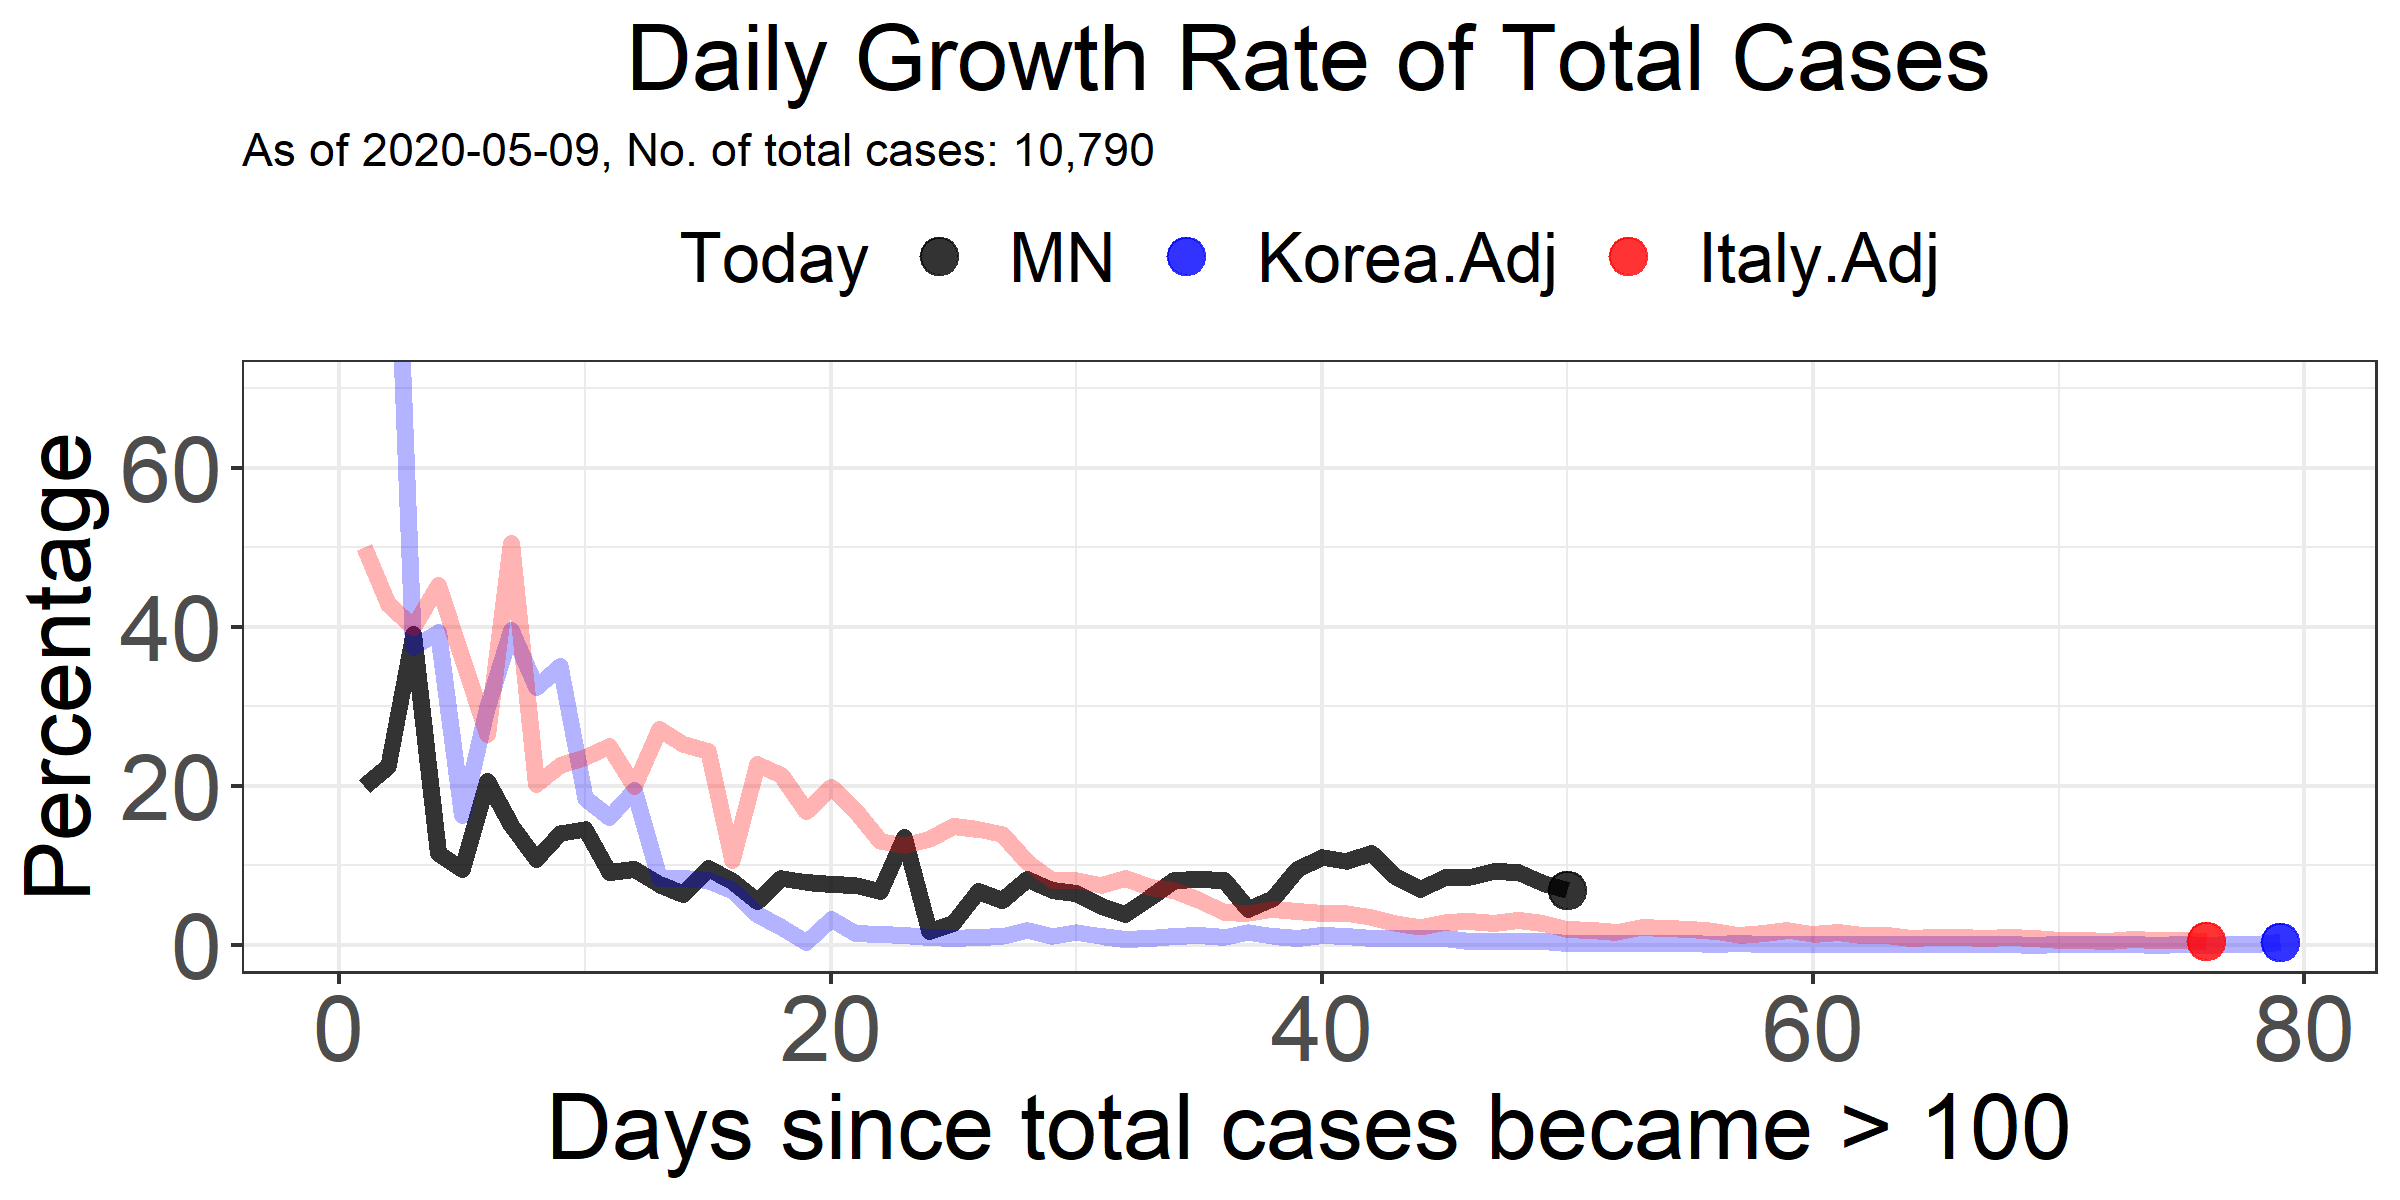 Daily Growth Rate of Total Cases
As of 2020-05-09, No. of total cases: 10,790
Today MN Korea.Adj Italy.Adj
Percentage
60
40
20
0
0 20 40 60 80
Days since total cases became > 100